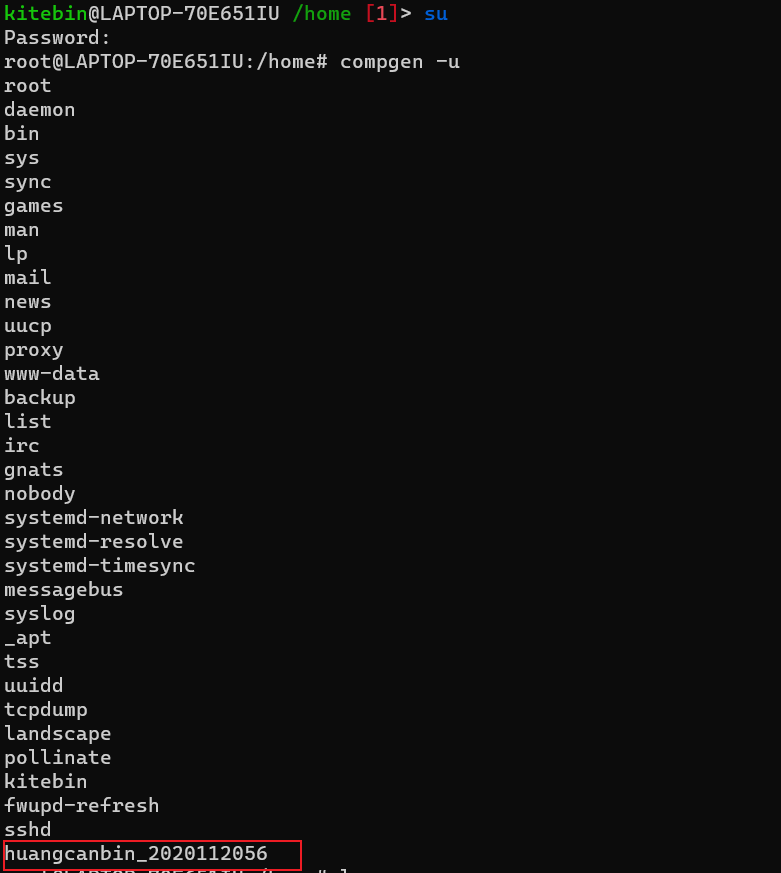 kitebin@LAPTOP-70E651IU /home [1]> su
Password:
root@LAPTOP-70E651IU:/home# compgen -u
root
daemon
bin
sys
sync
games
man
lp
mail
news
uucp
proxy
www-data
backup
list
irc
gnats
nobody
systemd-network
systemd-resolve
systemd-timesync
messagebus
syslog
_apt
tss
uuidd
tcpdump
landscape
pollinate
kitebin
fwupd-refresh
sshd
huangcanbin_2020112056